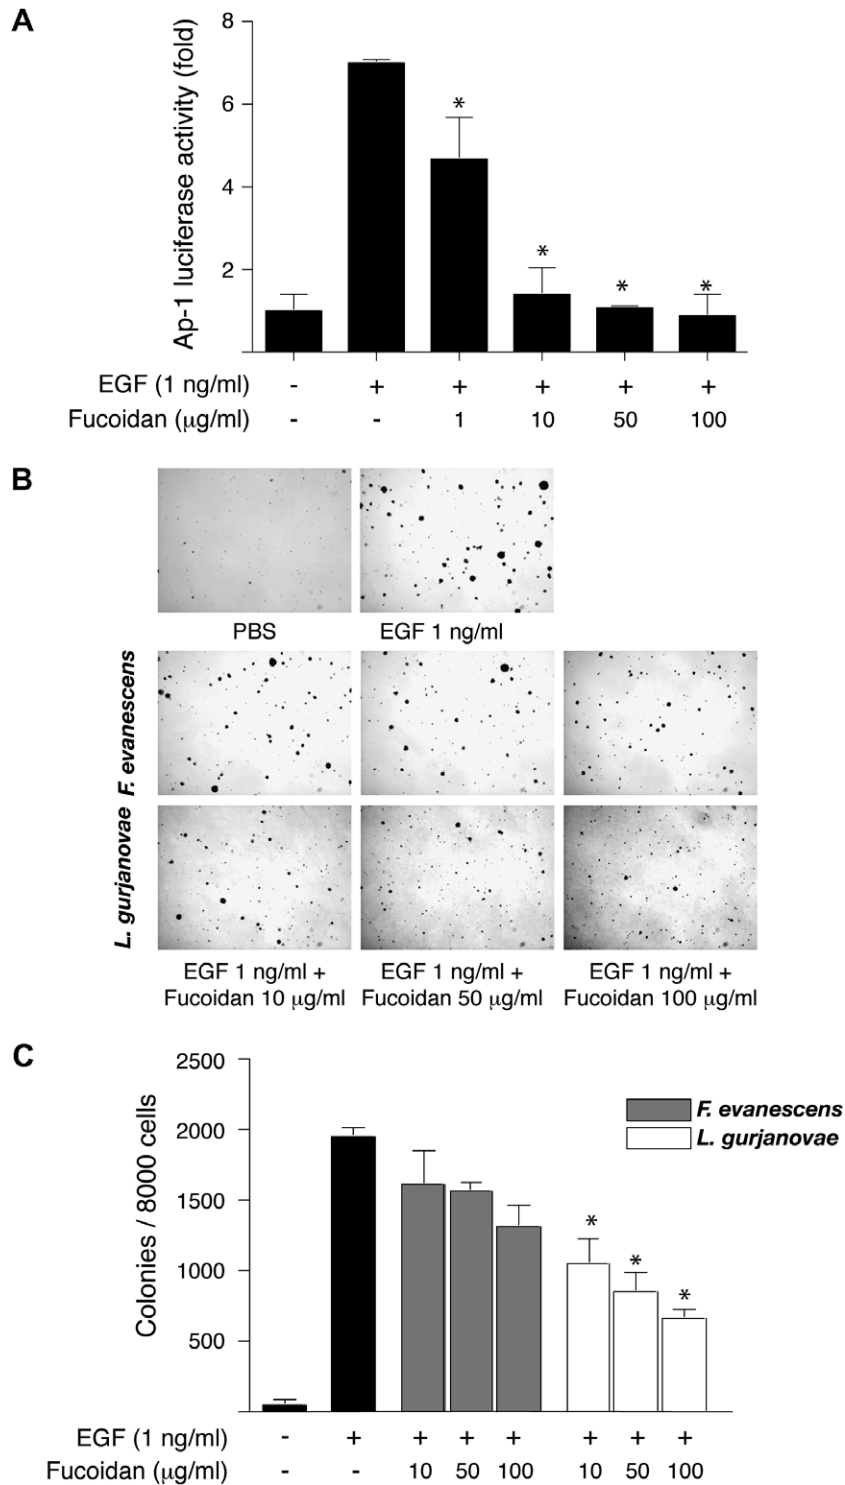 A
Ap-1 luciferase activity (fold)
8
6
4
2
*
*
*
*
EGF (1 ng/ml) - + + + + +
Fucoidan (μg/ml) - - 1 10 50 100
B
PBS
EGF 1 ng/ml
F. evanescens
L. gurjanovae
EGF 1 ng/ml + EGF 1 ng/ml + EGF 1 ng/ml +
Fucoidan 10 μg/ml Fucoidan 50 μg/ml Fucoidan 100 μg/ml
C
Colonies / 8000 cells
2500
2000
1500
1000
500
F. evanescens
L. gurjanovae
*
*
*
EGF (1 ng/ml) - + + + + + + +
Fucoidan (μg/ml) - - 10 50 100 10 50 100